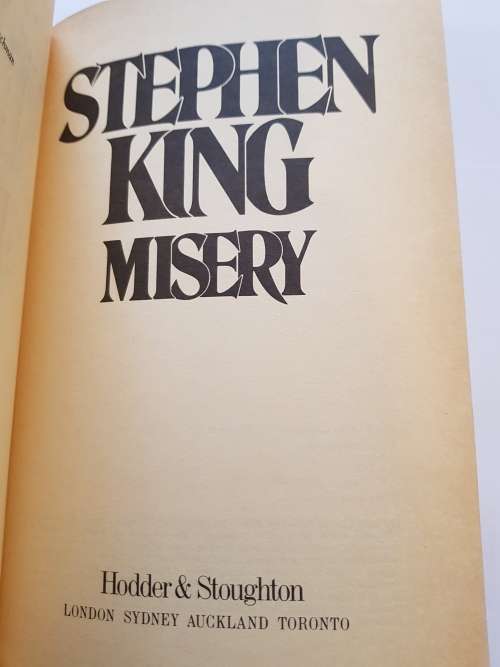 STEPHEN
KING
MISERY
Hodder & Stoughton
LONDON SYDNEY AUCKLAND TORONTO